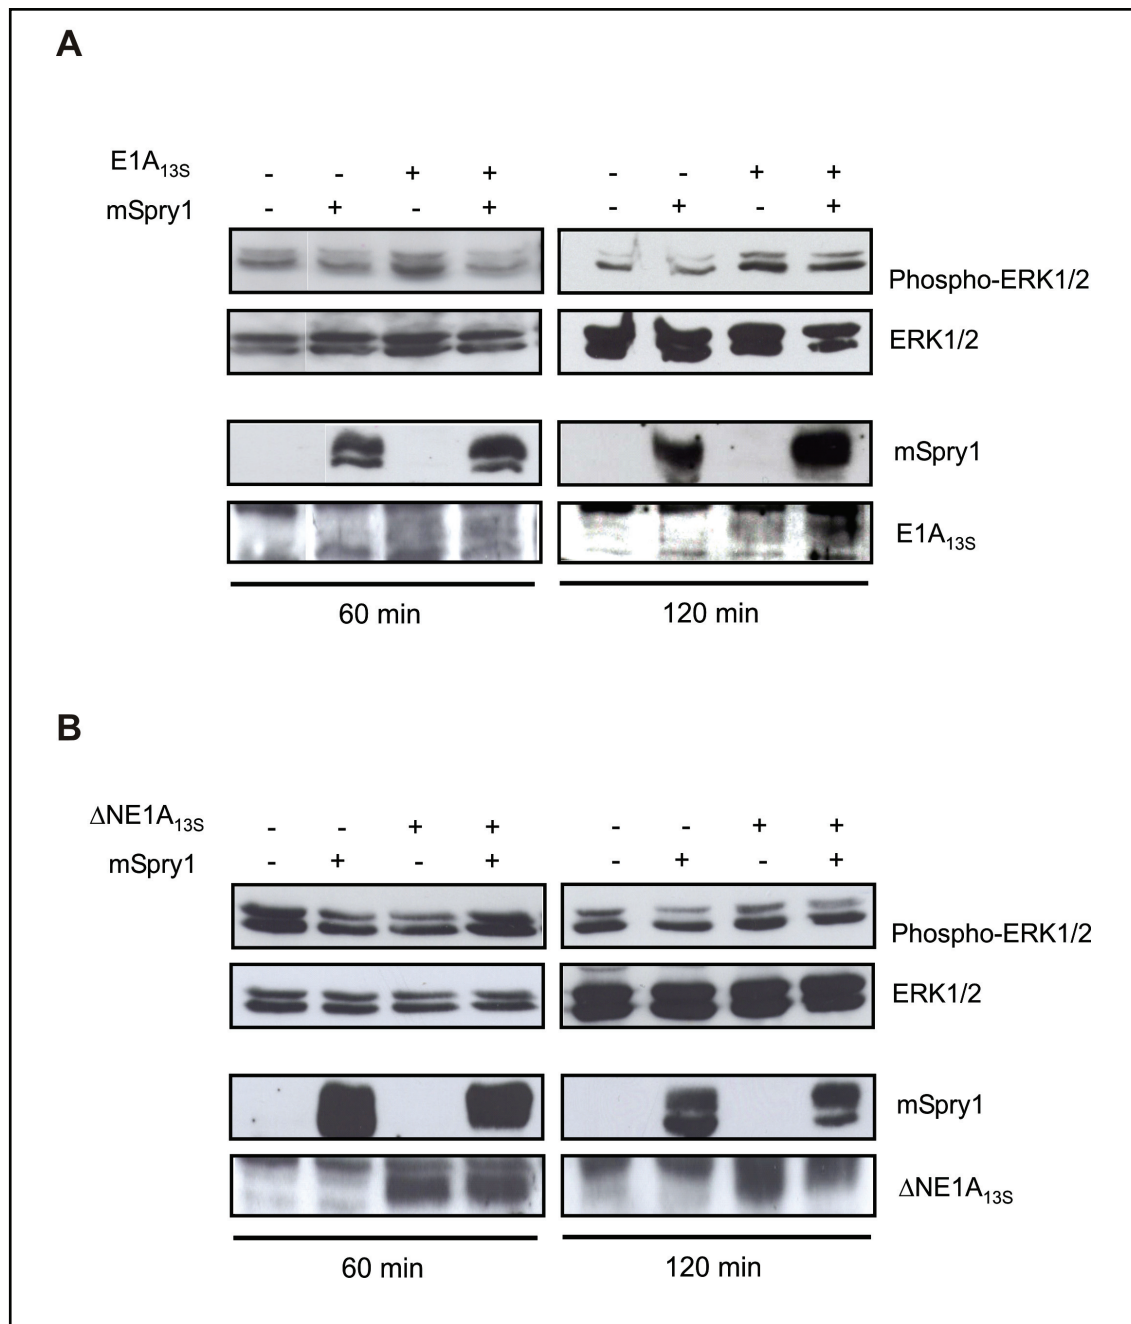 A
E1A13S - - + + - - + +
mSpry1 - + - + - + - +
Phospho-ERK1/2
ERK1/2
mSpry1
E1A13S
60 min 120 min
B
ΔNE1A13S - - + + - - + +
mSpry1 - + - + - + - +
Phospho-ERK1/2
ERK1/2
mSpry1
ΔNE1A13S
60 min 120 min